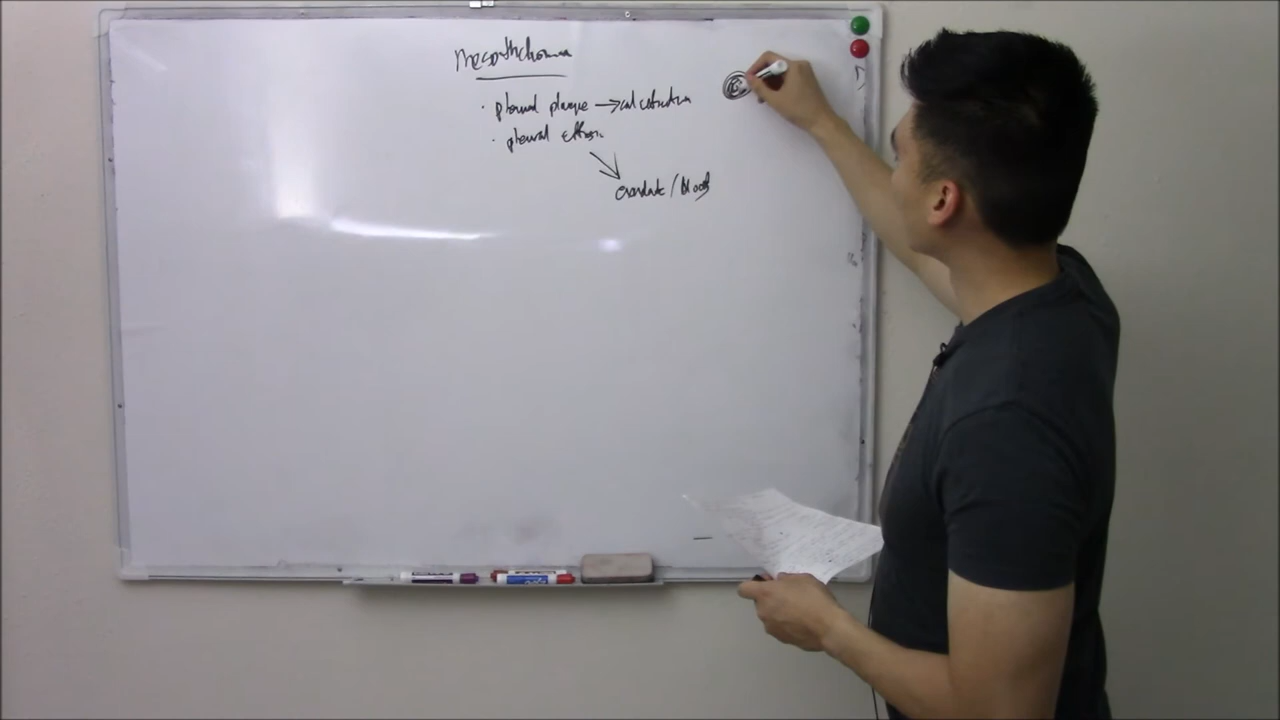 Mesothelioma
· pleural plaque → calcification
· pleural effusion
exudate / blood